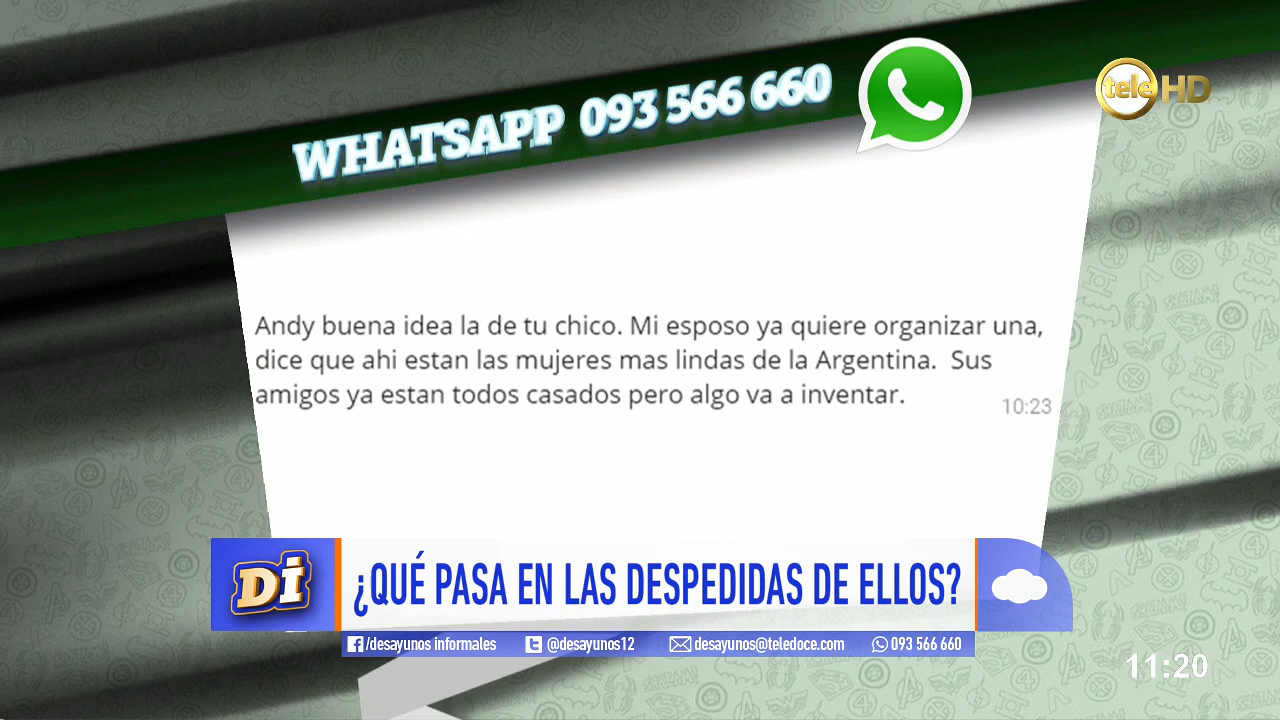 WHATSAPP 093 566 660
tele HD
Andy buena idea la de tu chico. Mi esposo ya quiere organizar una,
dice que ahi estan las mujeres mas lindas de la Argentina.  Sus
amigos ya estan todos casados pero algo va a inventar.
10:23
DI
¿QUÉ PASA EN LAS DESPEDIDAS DE ELLOS?
/desayunos informales @desayunos12 desayunos@teledoce.com 093 566 660
11:20